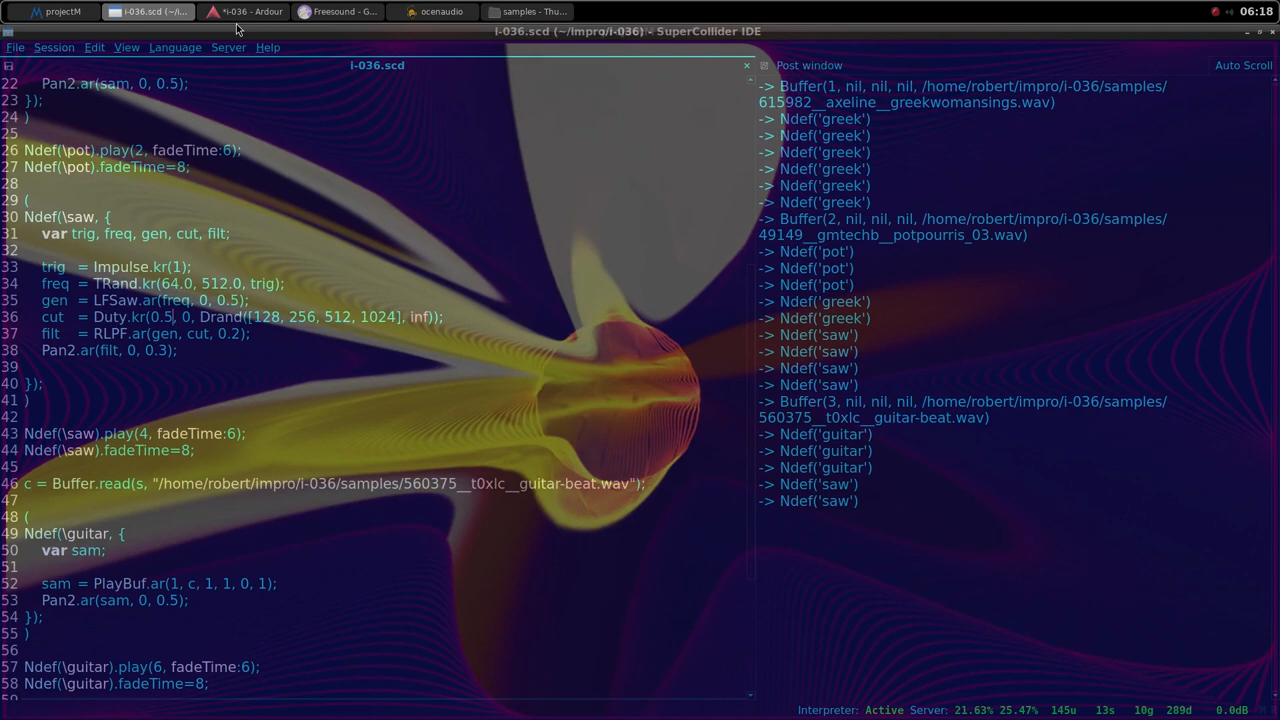 projectM
i-036.scd (~/i...
*i-036 - Ardour
Freesound - G...
ocenaudio
samples - Thu...
06:18
i-036.scd (~/impro/i-036) - SuperCollider IDE
File Session Edit View Language Server Help
i-036.scd
22 Pan2.ar(sam, 0, 0.5);
23 });
24 )
25
26 Ndef(\pot).play(2, fadeTime:6);
27 Ndef(\pot).fadeTime=8;
28
29 (
30 Ndef(\saw, {
31 var trig, freq, gen, cut, filt;
32
33 trig = Impulse.kr(1);
34 freq = TRand.kr(64.0, 512.0, trig);
35 gen = LFSaw.ar(freq, 0, 0.5);
36 cut = Duty.kr(0.5, 0, Drand([128, 256, 512, 1024], inf));
37 filt = RLPF.ar(gen, cut, 0.2);
38 Pan2.ar(filt, 0, 0.3);
39
40 });
41 )
42
43 Ndef(\saw).play(4, fadeTime:6);
44 Ndef(\saw).fadeTime=8;
45
46 c = Buffer.read(s, "/home/robert/impro/i-036/samples/560375__t0xlc__guitar-beat.wav");
47
48 (
49 Ndef(\guitar, {
50 var sam;
51
52 sam = PlayBuf.ar(1, c, 1, 1, 0, 1);
53 Pan2.ar(sam, 0, 0.5);
54 });
55 )
56
57 Ndef(\guitar).play(6, fadeTime:6);
58 Ndef(\guitar).fadeTime=8;
59
Post window
Auto Scroll
-> Buffer(1, nil, nil, nil, /home/robert/impro/i-036/samples/
615982__axeline__greekwomansings.wav)
-> Ndef('greek')
-> Ndef('greek')
-> Ndef('greek')
-> Ndef('greek')
-> Ndef('greek')
-> Ndef('greek')
-> Buffer(2, nil, nil, nil, /home/robert/impro/i-036/samples/
49149__gmtechb__potpourris_03.wav)
-> Ndef('pot')
-> Ndef('pot')
-> Ndef('pot')
-> Ndef('greek')
-> Ndef('greek')
-> Ndef('saw')
-> Ndef('saw')
-> Ndef('saw')
-> Ndef('saw')
-> Buffer(3, nil, nil, nil, /home/robert/impro/i-036/samples/
560375__t0xlc__guitar-beat.wav)
-> Ndef('guitar')
-> Ndef('guitar')
-> Ndef('guitar')
-> Ndef('saw')
-> Ndef('saw')
Interpreter: Active Server: 21.63% 25.47% 145u 13s 10g 289d 0.0dB